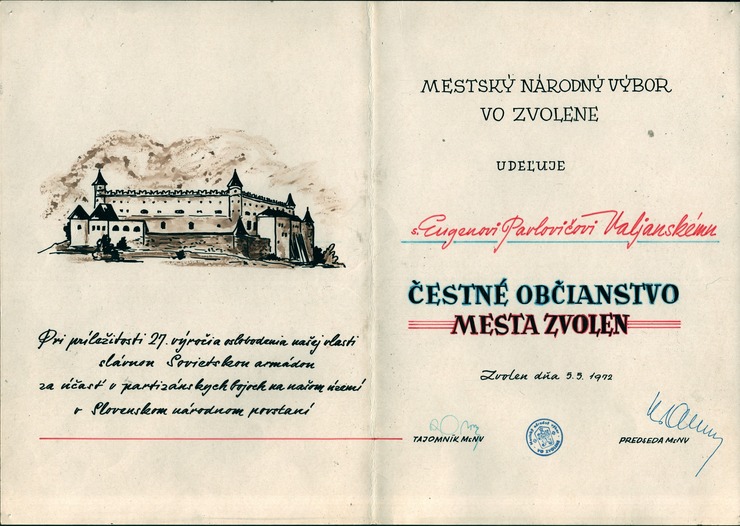 Pri príležitosti 27. výročia oslobodenia našej vlasti
slávnou Sovietskou armádou
za účasť v partizánskych bojoch na našom území
v Slovenskom národnom povstaní
MESTSKÝ NÁRODNÝ VÝBOR
VO ZVOLENE
UDEĽUJE
s. Eugenovi Pavlovičovi Valjanskému
ČESTNÉ OBČIANSTVO
MESTA ZVOLEN
Zvolen dňa 5.5. 1972
TAJOMNÍK MsNV
PREDSEDA MsNV